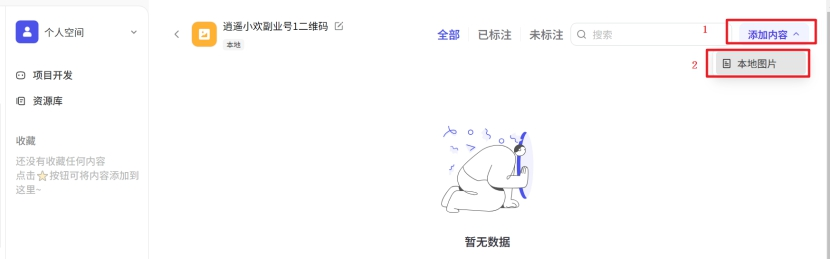 个人空间
项目开发
资源库
收藏
还没有收藏任何内容
点击☆按钮可将内容添加到
这里~
逍遥小欢副业号1二维码
本地
全部 已标注 未标注 搜索 1 添加内容
2 本地图片
暂无数据